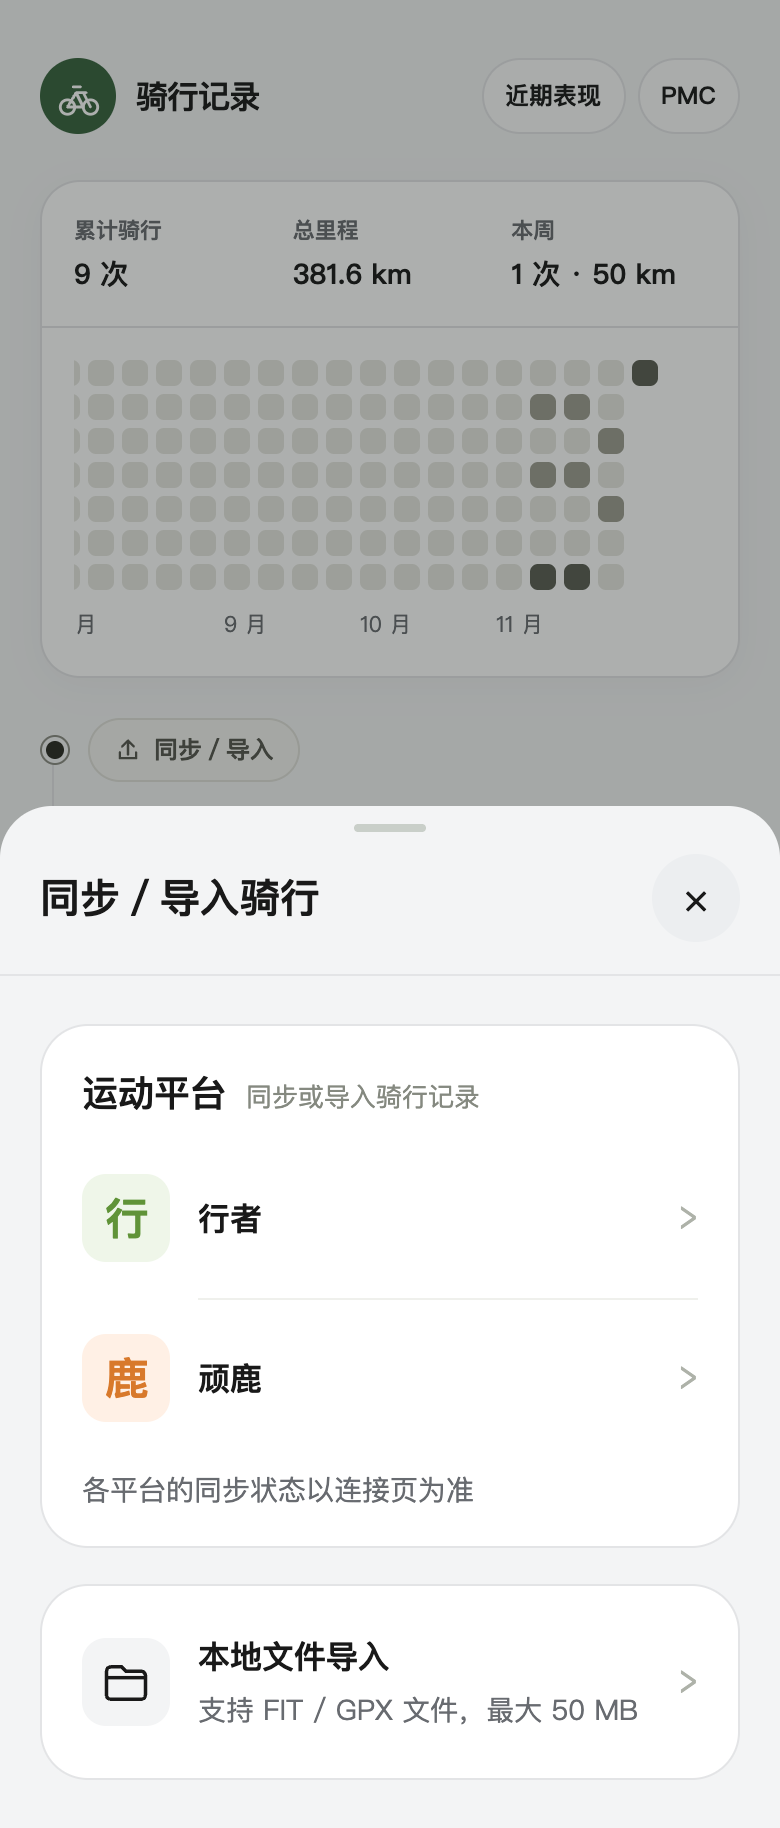 骑行记录
近期表现
PMC
累计骑行
总里程
本周
9 次
381.6 km
1 次 · 50 km
月
9 月
10 月
11 月
同步 / 导入
同步 / 导入骑行
运动平台 同步或导入骑行记录
行 行者
鹿 顽鹿
各平台的同步状态以连接页为准
本地文件导入
支持 FIT / GPX 文件，最大 50 MB